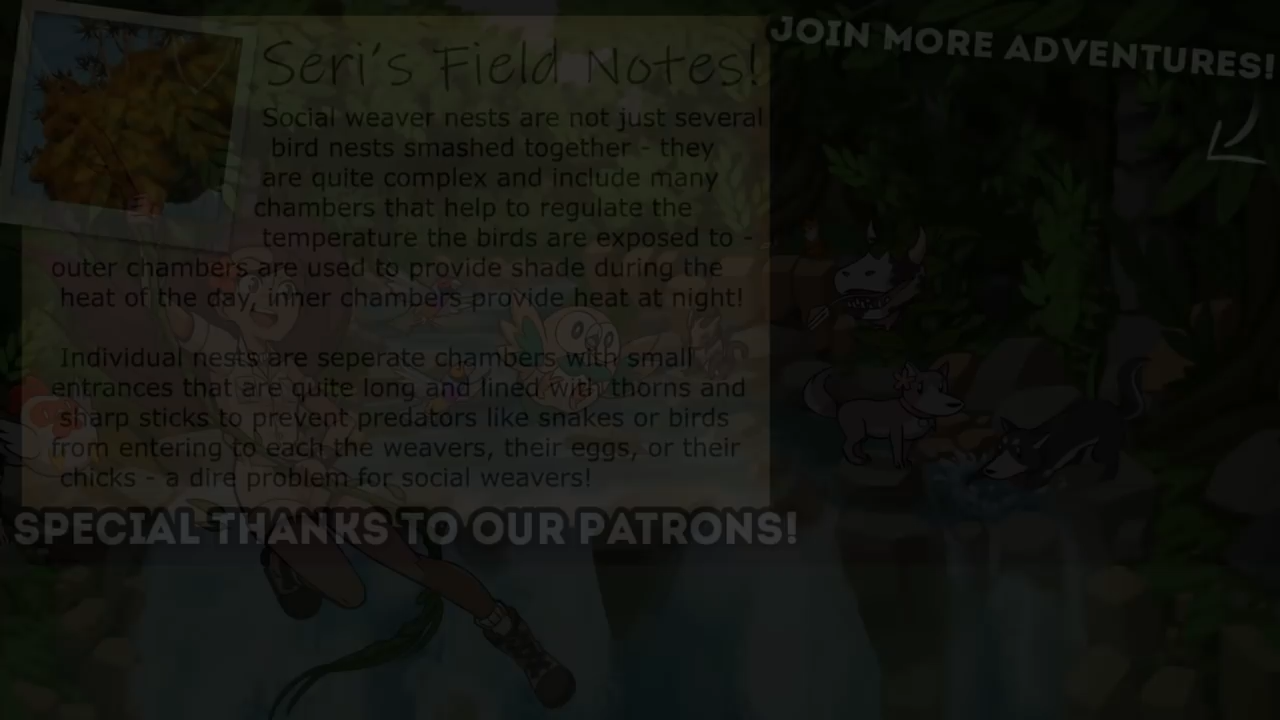 JOIN MORE ADVENTURES!
Seri's Field Notes!
Social weaver nests are not just several
bird nests smashed together - they
are quite complex and include many
chambers that help to regulate the
temperature the birds are exposed to -
outer chambers are used to provide shade during the
heat of the day, inner chambers provide heat at night!
Individual nests are seperate chambers with small
entrances that are quite long and lined with thorns and
sharp sticks to prevent predators like snakes or birds
from entering to each the weavers, their eggs, or their
chicks - a dire problem for social weavers!
SPECIAL THANKS TO OUR PATRONS!